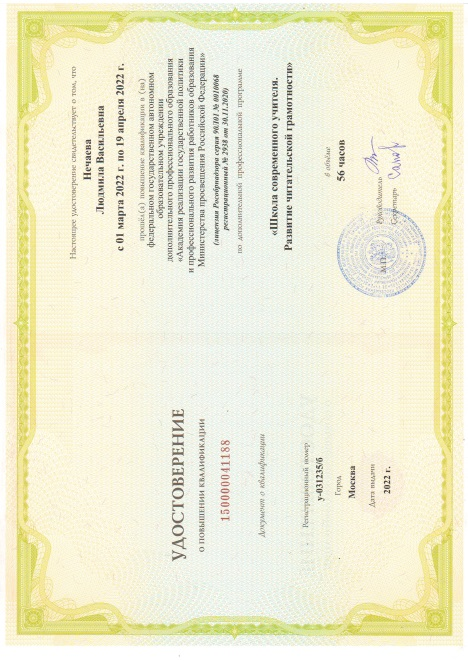 УДОСТОВЕРЕНИЕ
О ПОВЫШЕНИИ КВАЛИФИКАЦИИ
150000041188
Документ о квалификации
Регистрационный номер
у-031235/б
Город
Москва
Дата выдачи
2022 г.
Настоящее удостоверение свидетельствует о том, что
Нечаева
Людмила Васильевна
с 01 марта 2022 г. по 19 апреля 2022 г.
прошёл(а) повышение квалификации в (на)
федеральном государственном автономном
образовательном учреждении
дополнительного профессионального образования
«Академия реализации государственной политики
и профессионального развития работников образования
Министерства просвещения Российской Федерации»
(лицензия Рособрнадзора серия 90Л01 № 0010068
регистрационный № 2938 от 30.11.2020)
по дополнительной профессиональной программе
«Школа современного учителя.
Развитие читательской грамотности»
в объёме
56 часов
Руководитель
М.П.
Секретарь